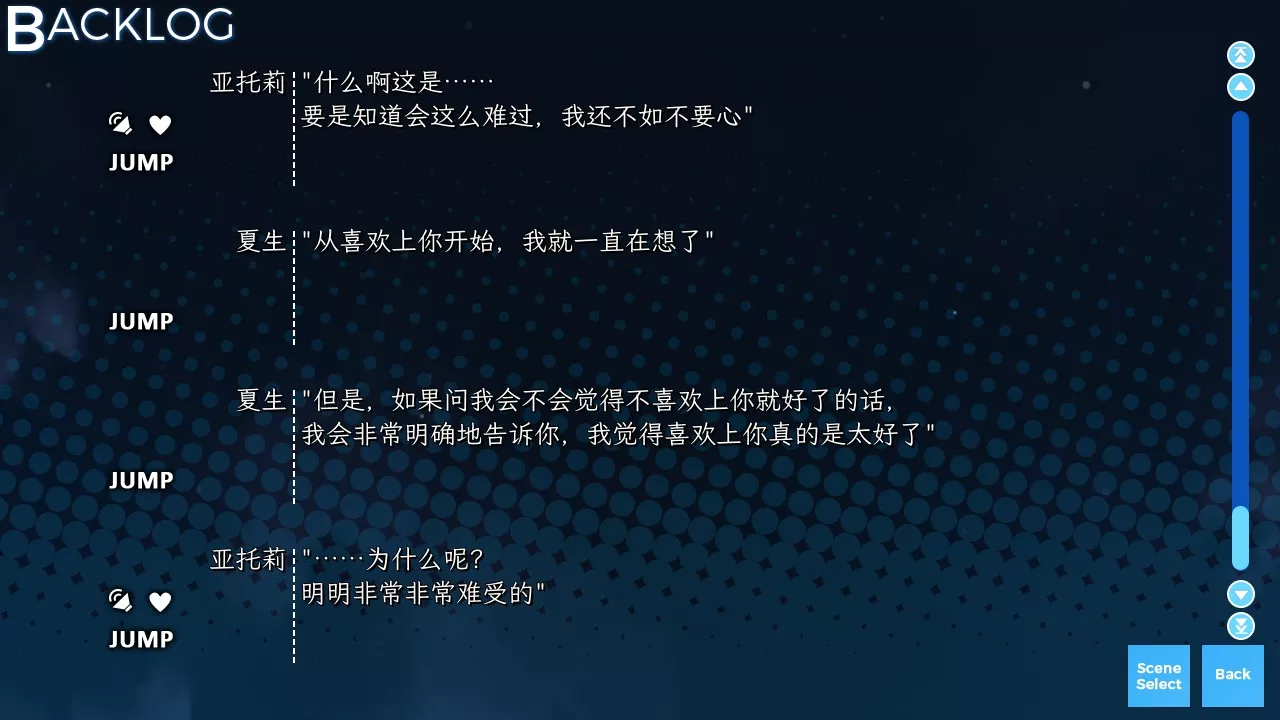 BACKLOG
亚托莉 "什么啊这是……
要是知道会这么难过，我还不如不要心"
JUMP
夏生 "从喜欢上你开始，我就一直在想了"
JUMP
夏生 "但是，如果问我会不会觉得不喜欢上你就好了的话，
我会非常明确地告诉你，我觉得喜欢上你真的是太好了"
JUMP
亚托莉 "……为什么呢？
明明非常非常难受的"
JUMP
Scene
Select
Back